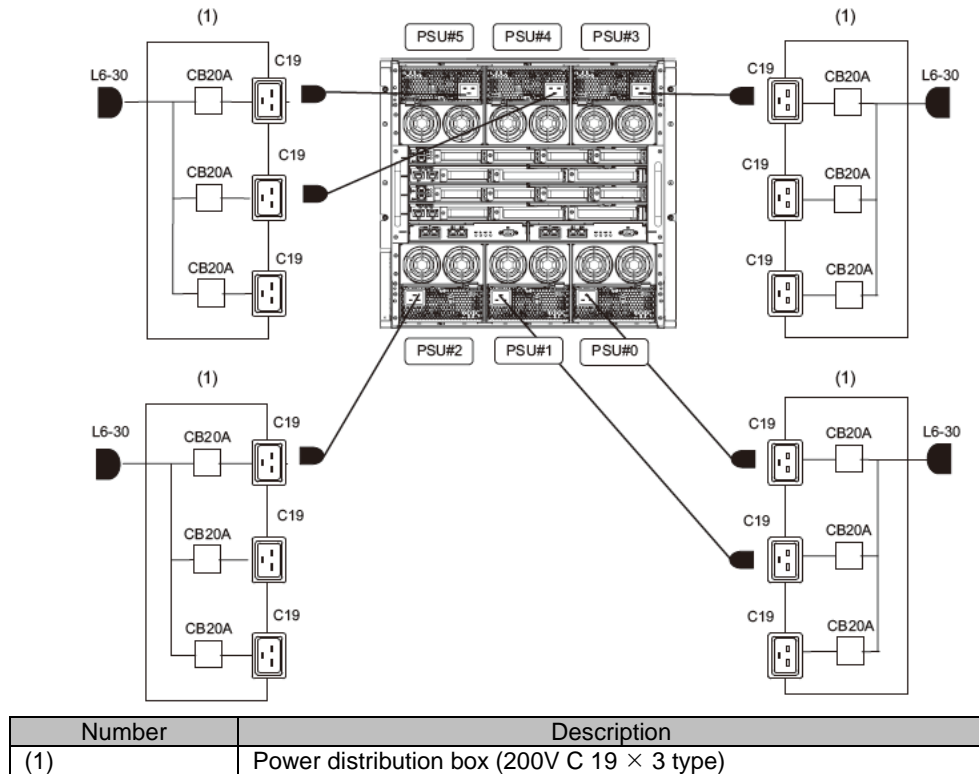 (1)
(1)
PSU#5 PSU#4 PSU#3
C19 C19
L6-30 CB20A CB20A L6-30
C19 C19
CB20A CB20A
C19 C19
CB20A CB20A
PSU#2 PSU#1 PSU#0
(1)
(1)
C19 C19
L6-30 CB20A CB20A L6-30
C19 C19
CB20A CB20A
C19 C19
CB20A CB20A
Number Description
(1) Power distribution box (200V C 19 × 3 type)